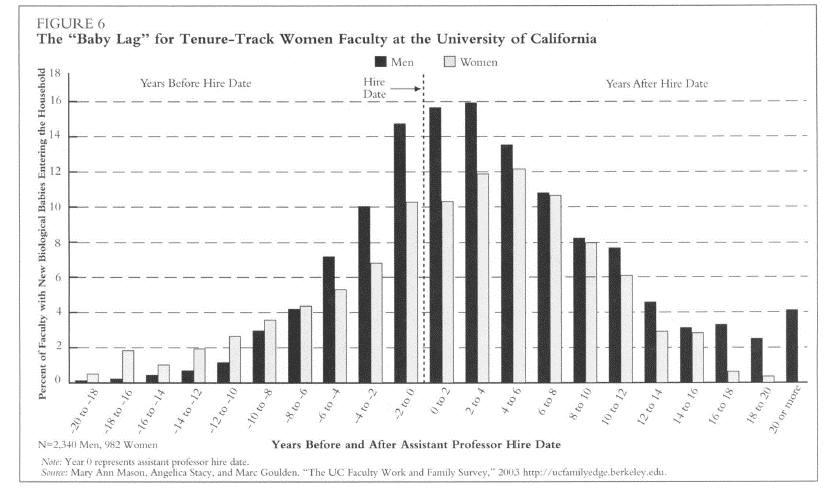 FIGURE 6
The “Baby Lag” for Tenure-Track Women Faculty at the University of California
Men Women
Years Before Hire Date
Hire
Date
Years After Hire Date
Percent of Faculty with New Biological Babies Entering the Household
18
16
14
12
10
8
6
4
2
0
-20 to -18
-18 to -16
-16 to -14
-14 to -12
-12 to -10
-10 to -8
-8 to -6
-6 to -4
-4 to -2
-2 to 0
0 to 2
2 to 4
4 to 6
6 to 8
8 to 10
10 to 12
12 to 14
14 to 16
16 to 18
18 to 20
20 or more
N=2,340 Men, 982 Women
Years Before and After Assistant Professor Hire Date
Note: Year 0 represents assistant professor hire date.
Source: Mary Ann Mason, Angelica Stacy, and Marc Goulden. “The UC Faculty Work and Family Survey,” 2003 http://ucfamilyedge.berkeley.edu.